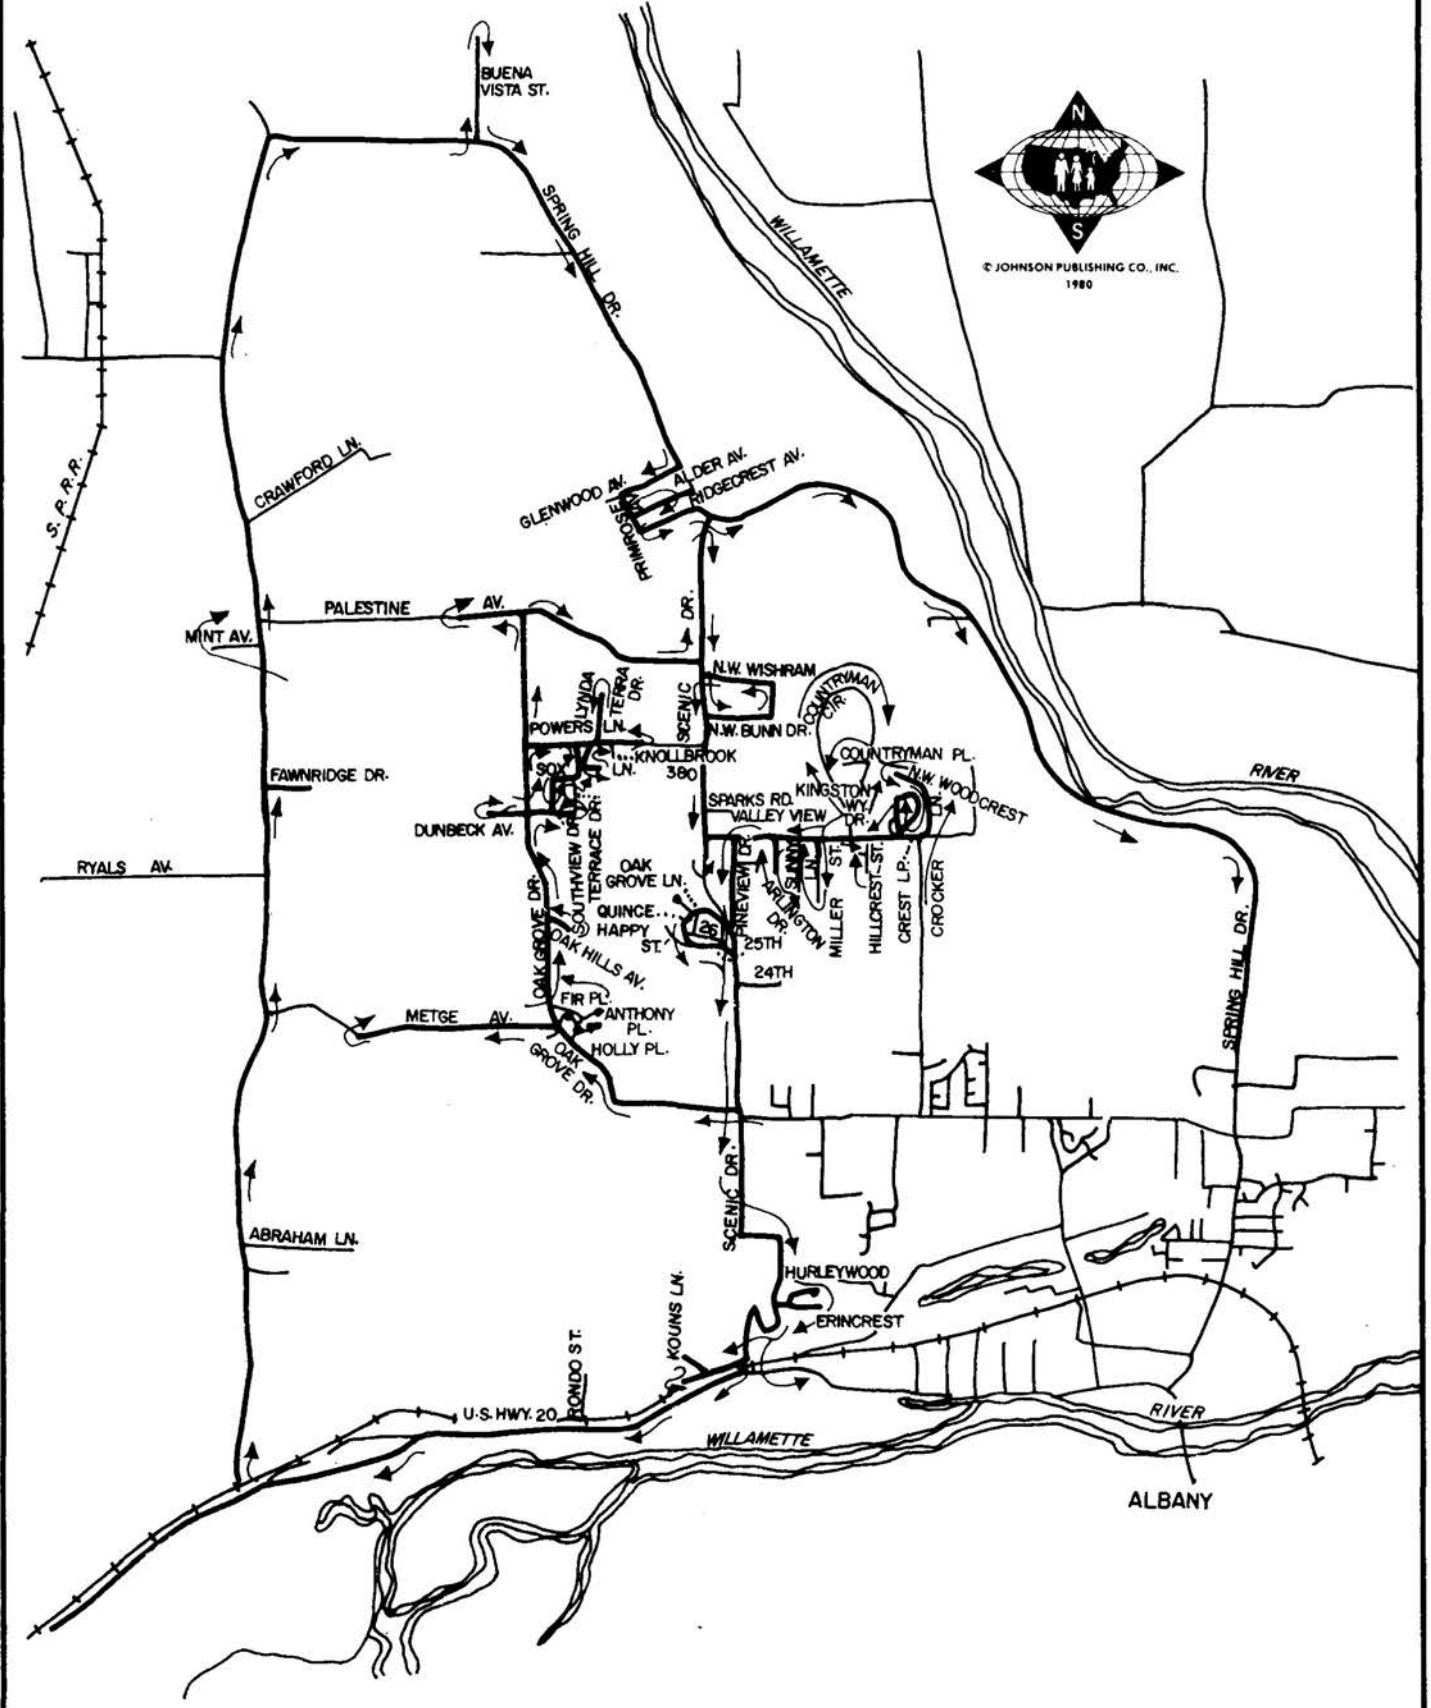 BUENA
VISTA ST.
N
S
© JOHNSON PUBLISHING CO., INC.
1980
SPRING HILL DR.
WILLAMETTE
S. P. R. R.
CRAWFORD LN.
GLENWOOD AV.
ALDER AV.
RIDGECREST AV.
PRIMROSE
PALESTINE AV.
MINT AV.
SCENIC DR.
N.W. WISHRAM
N.W. BUNN DR.
LYNDA
TERRA
DR.
POWERS LN.
KNOLLBROOK
LN.
380
SOX
COUNTRYMAN
CIR.
COUNTRYMAN PL.
N.W. WOODCREST
LN.
KINGSTON
WY.
DR.
SPARKS RD.
VALLEY VIEW
RIVER
FAWNRIDGE DR.
DUNBECK AV.
RYALS AV.
SOUTHVIEW DR.
TERRACE DR.
OAK
GROVE LN.
QUINCE
HAPPY
ST.
26
PINEVIEW DR.
ARLINGTON
DR.
SUNNY
LN.
MILLER ST.
HILLCREST ST.
CREST LP.
CROCKER
25TH
24TH
OAK GROVE DR.
OAK HILLS AV.
FIR PL.
ANTHONY
PL.
HOLLY PL.
METGE AV.
OAK
GROVE DR.
SPRING HILL DR.
SCENIC DR.
ABRAHAM LN.
HURLEYWOOD
ERINCREST
KOUNS LN.
RONDO ST.
U.S. HWY. 20
WILLAMETTE
RIVER
ALBANY